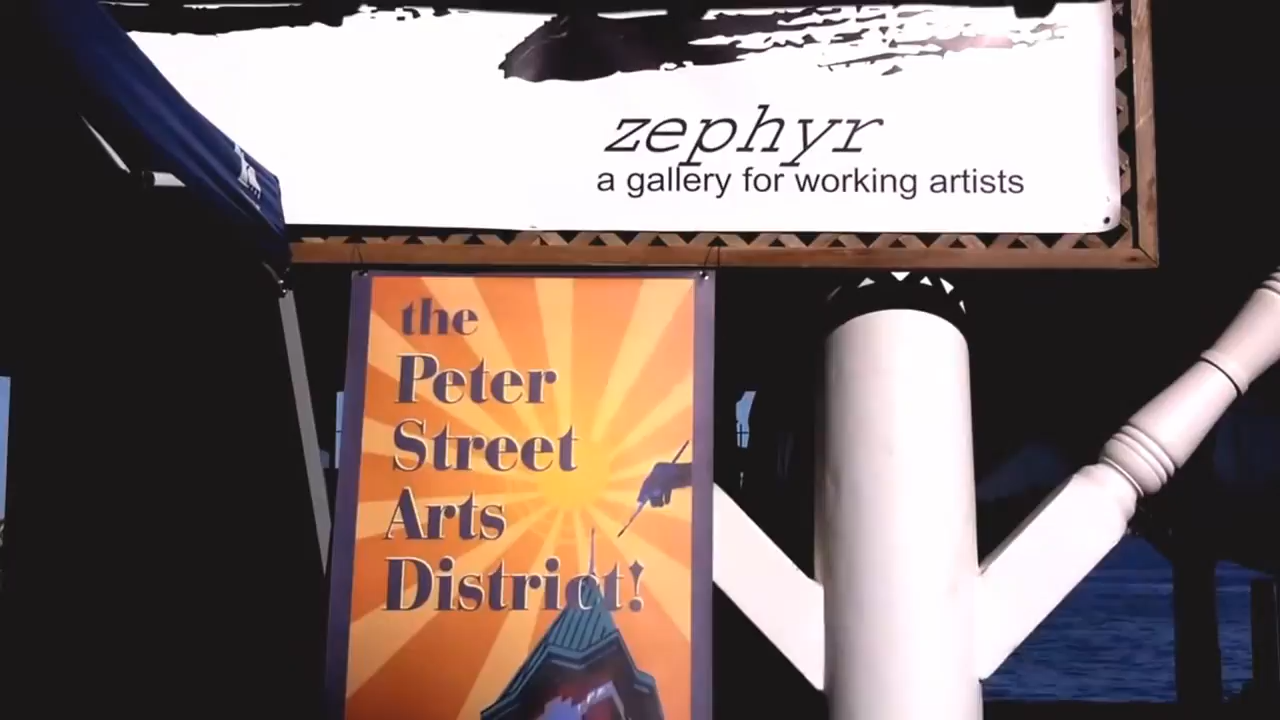 zephyr
a gallery for working artists
the
Peter
Street
Arts
District!